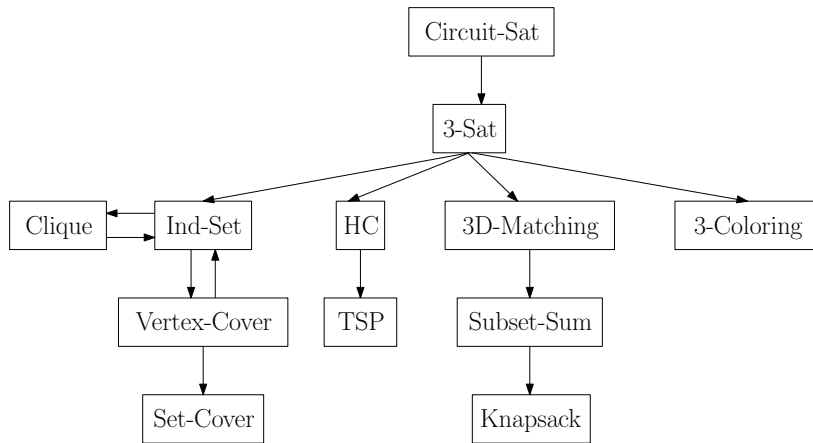 Circuit-Sat
3-Sat
Clique
Ind-Set
HC
3D-Matching
3-Coloring
Vertex-Cover
TSP
Subset-Sum
Set-Cover
Knapsack